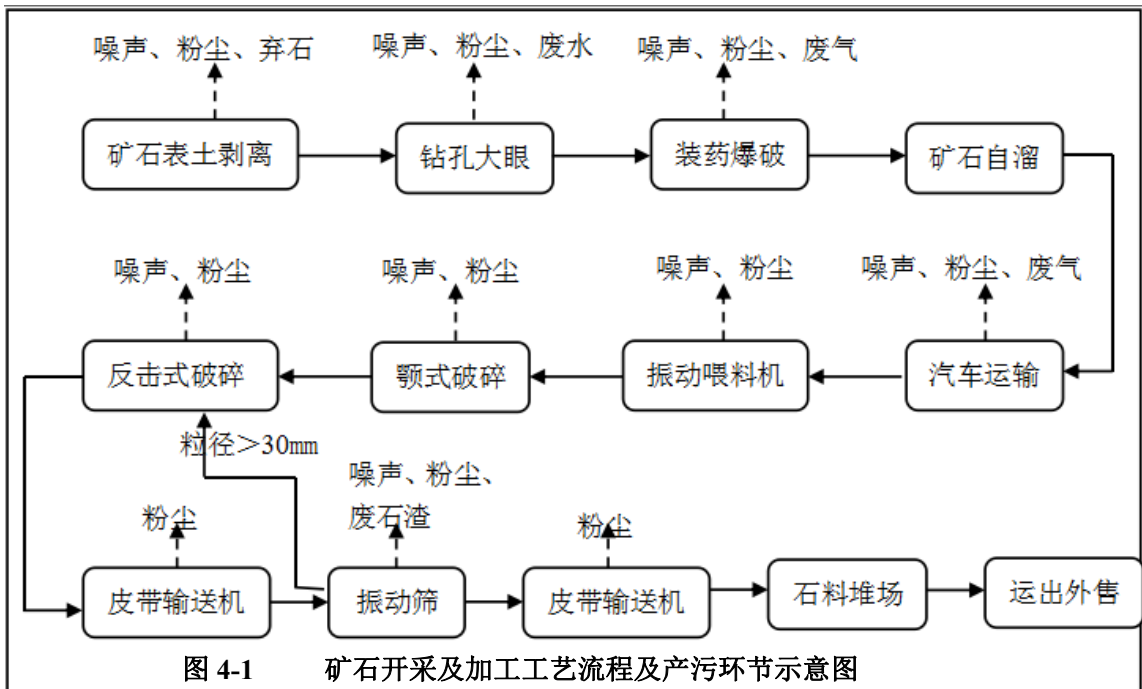 噪声、粉尘、弃石
噪声、粉尘、废水
噪声、粉尘、废气
矿石表土剥离
钻孔大眼
装药爆破
矿石自溜
噪声、粉尘
噪声、粉尘
噪声、粉尘
噪声、粉尘、废气
反击式破碎
颚式破碎
振动喂料机
汽车运输
粒径＞30mm
噪声、粉尘、
废石渣
粉尘
粉尘
皮带输送机
振动筛
皮带输送机
石料堆场
运出外售
图 4-1 矿石开采及加工工艺流程及产污环节示意图